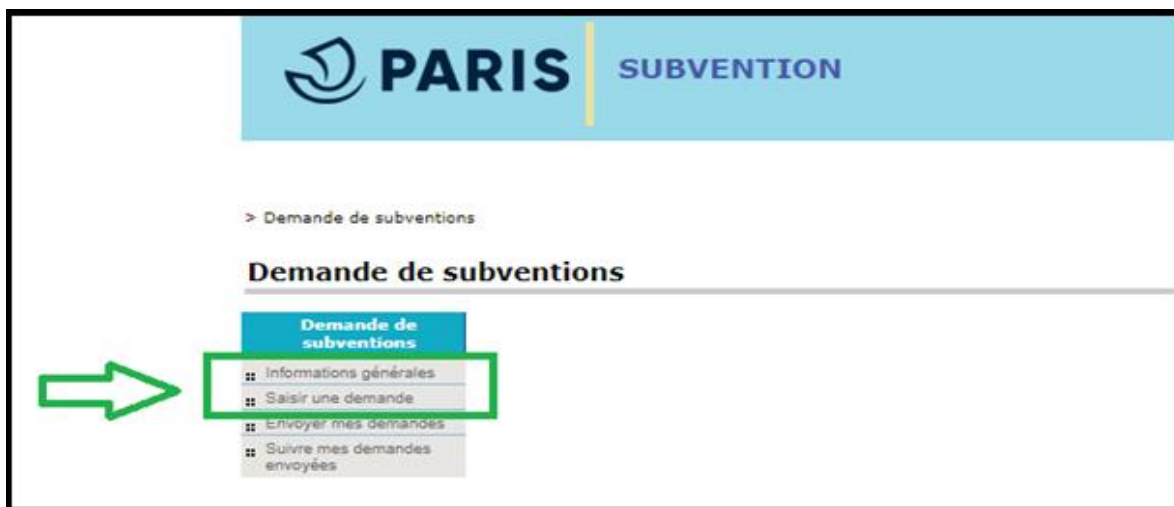 PARIS
SUBVENTION
> Demande de subventions
Demande de subventions
Demande de
subventions
Informations générales
Saisir une demande
Envoyer mes demandes
Suivre mes demandes
envoyées